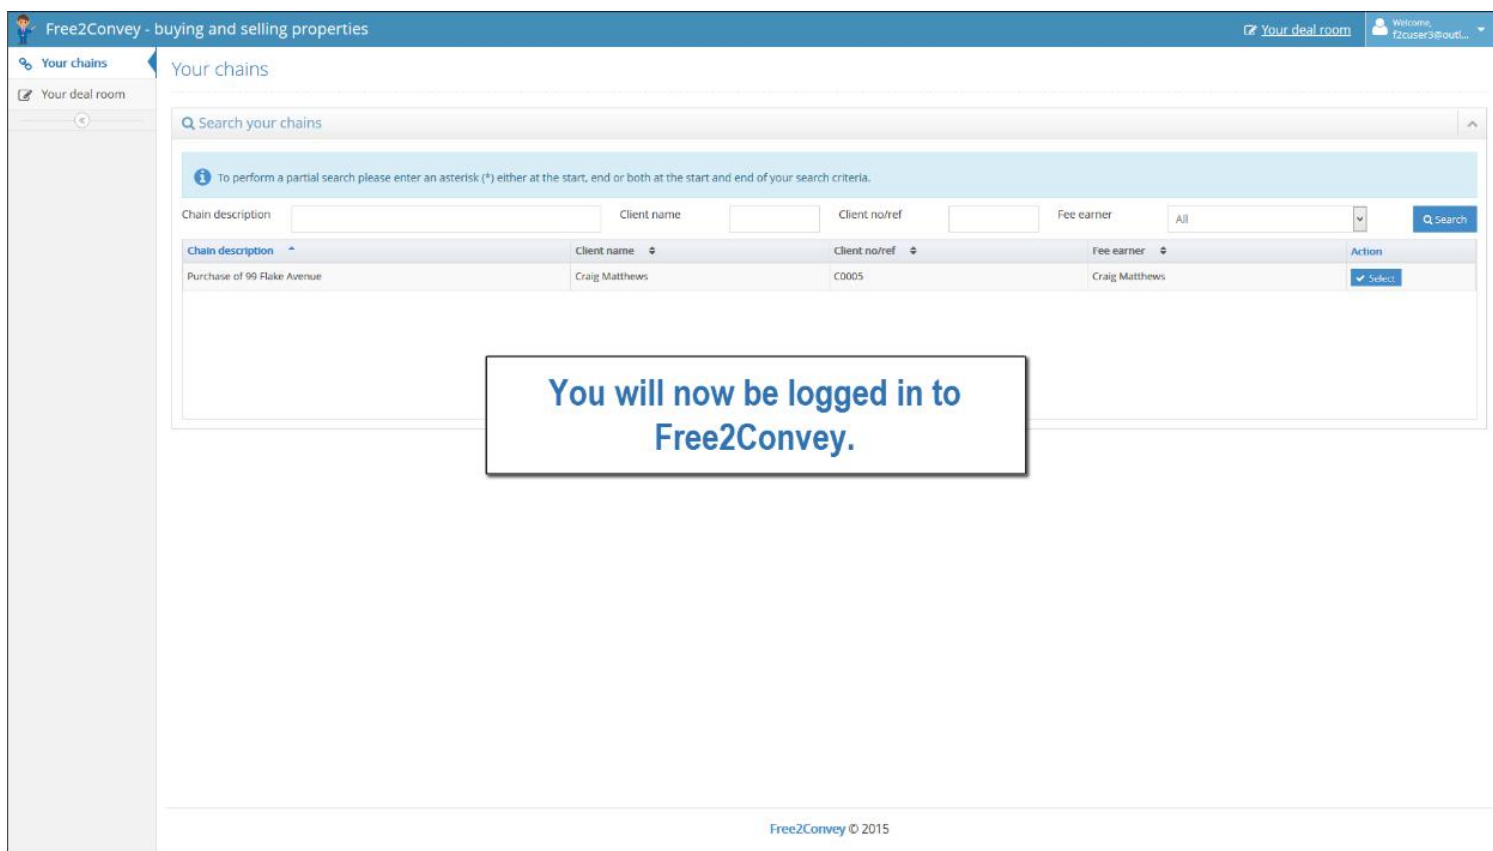 Free2Convey - buying and selling properties
Your deal room
Welcome,
f2cuser3@outl...
Your chains
Your deal room
Your chains
Search your chains
To perform a partial search please enter an asterisk (*) either at the start, end or both at the start and end of your search criteria.
Chain description Client name Client no/ref Fee earner All Search
Chain description Client name Client no/ref Fee earner Action
Purchase of 99 Flake Avenue Craig Matthews C0005 Craig Matthews Select
You will now be logged in to
Free2Convey.
Free2Convey © 2015